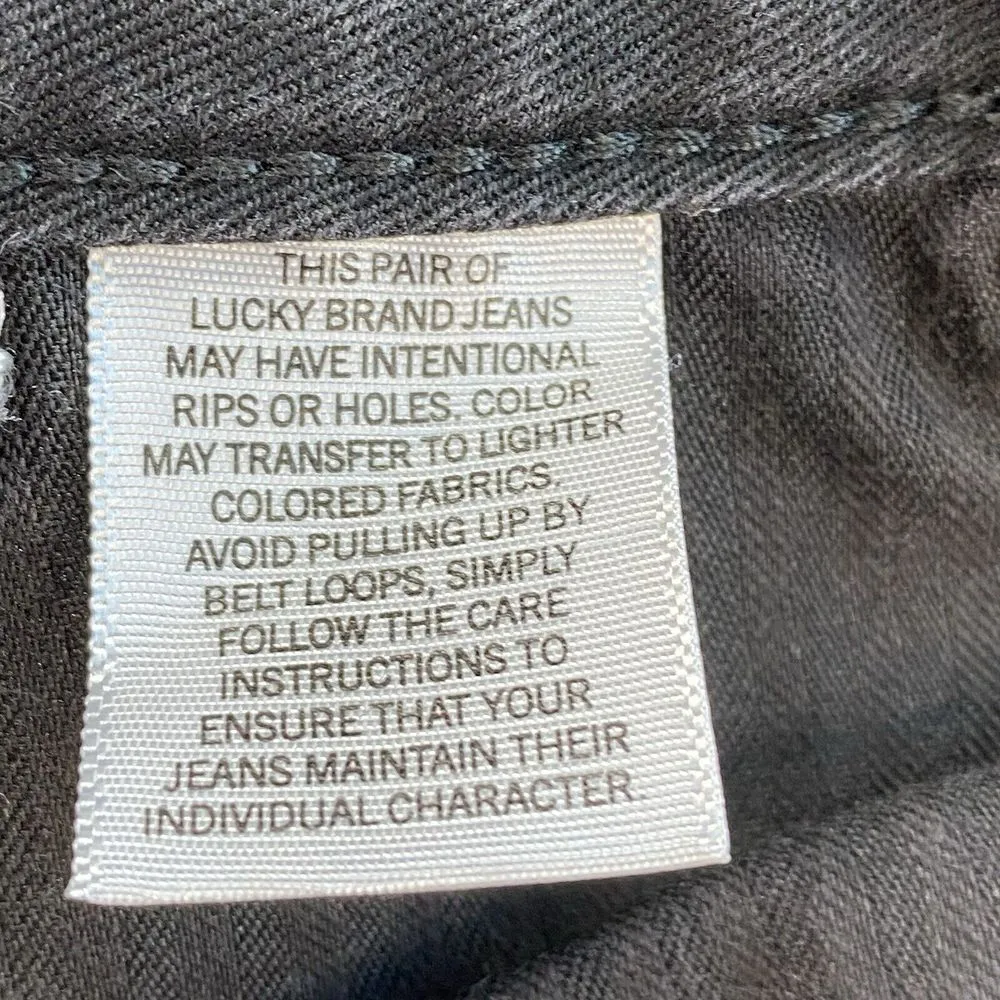 THIS PAIR OF
LUCKY BRAND JEANS
MAY HAVE INTENTIONAL
RIPS OR HOLES. COLOR
MAY TRANSFER TO LIGHTER
COLORED FABRICS.
AVOID PULLING UP BY
BELT LOOPS, SIMPLY
FOLLOW THE CARE
INSTRUCTIONS TO
ENSURE THAT YOUR
JEANS MAINTAIN THEIR
INDIVIDUAL CHARACTER